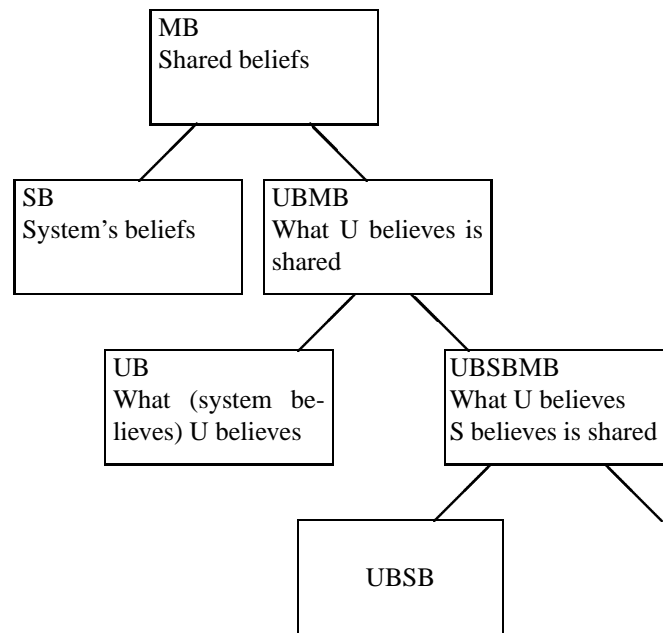 MB
Shared beliefs
SB
System's beliefs
UBMB
What U believes is
shared
UB
What (system be-
lieves) U believes
UBSBMB
What U believes
S believes is shared
UBSB